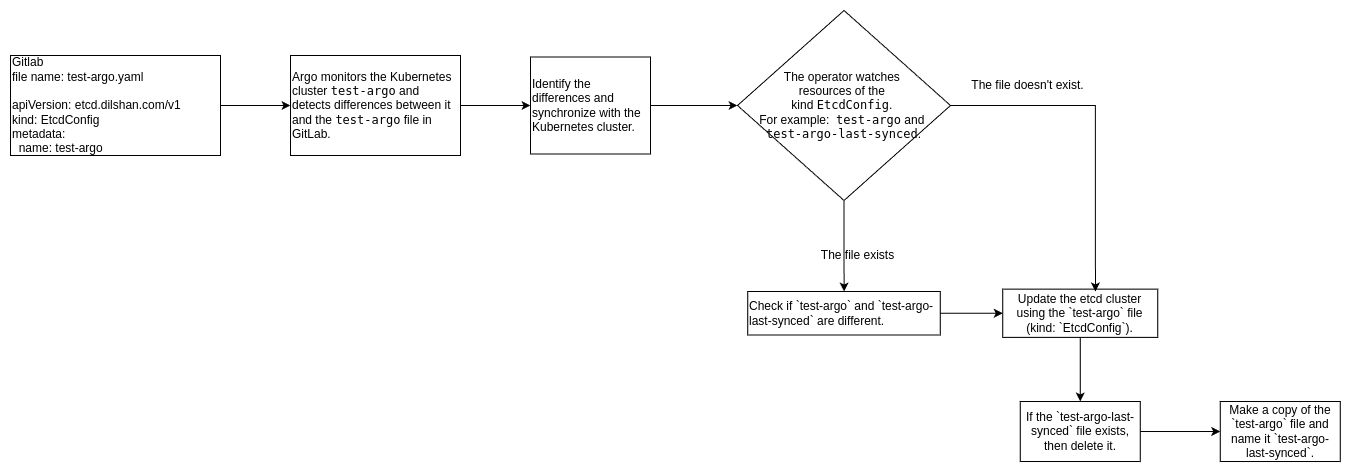 Gitlab
file name: test-argo.yaml
apiVersion: etcd.dilshan.com/v1
kind: EtcdConfig
metadata:
  name: test-argo
Argo monitors the Kubernetes
cluster test-argo and
detects differences between it
and the test-argo file in
GitLab.
Identify the
differences and
synchronize with the
Kubernetes cluster.
The operator watches
resources of the
kind EtcdConfig.
For example: test-argo and
test-argo-last-synced.
The file doesn't exist.
The file exists
Check if `test-argo` and `test-argo-
last-synced` are different.
Update the etcd cluster
using the `test-argo` file
(kind: `EtcdConfig`).
If the `test-argo-last-
synced` file exists,
then delete it.
Make a copy of the
`test-argo` file and
name it `test-argo-
last-synced`.